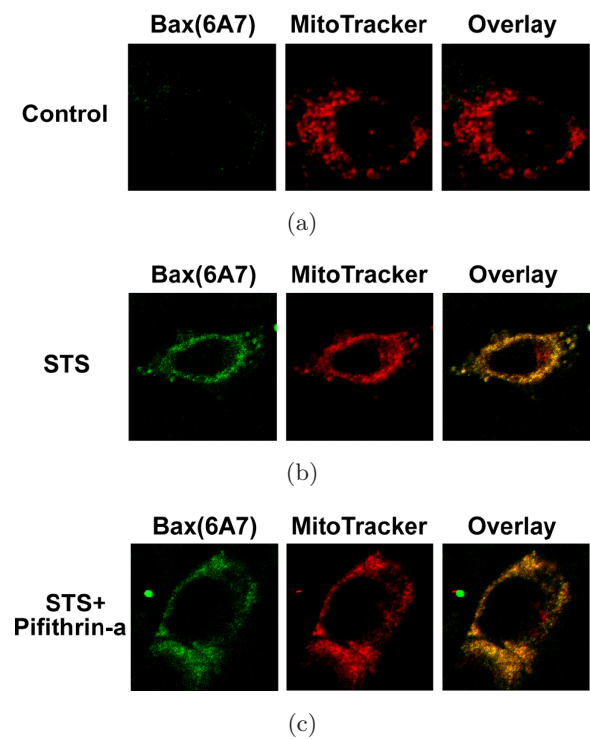 Bax(6A7) MitoTracker Overlay
Control
(a)
Bax(6A7) MitoTracker Overlay
STS
(b)
Bax(6A7) MitoTracker Overlay
STS+
Pifithrin-a
(c)